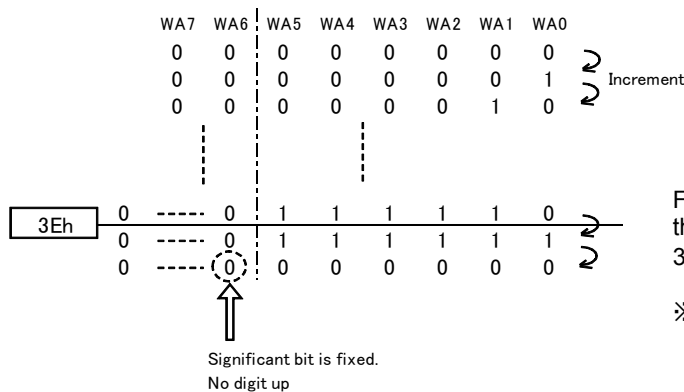 WA7 WA6 WA5 WA4 WA3 WA2 WA1 WA0
0 0 0 0 0 0 0 0
0 0 0 0 0 0 0 1 Increment
0 0 0 0 0 0 1 0
3Eh 0 ----- 0 1 1 1 1 1 0
0 ----- 0 1 1 1 1 1 1
0 ----- 0 0 0 0 0 0 0
Significant bit is fixed.
No digit up
F
th
3
※